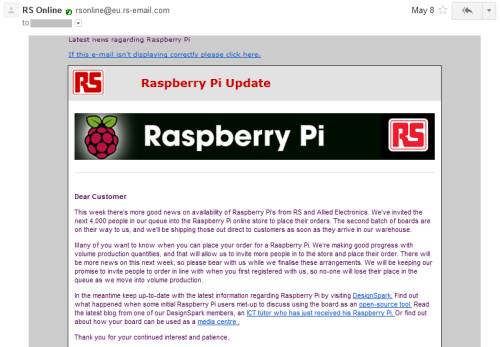 RS Online rsonline@eu.rs-email.com May 8
to
Latest news ragarding Raspberry Pi
If this e-mail isn't displaying correctly please click here.
RS Raspberry Pi Update
Raspberry Pi RS
Dear Customer
This week there's more good news on availability of Raspberry PI's from RS and Allied Electronics. We've invited the
next 4,000 people in our queue into the Raspberry Pi online store to place their orders. The second batch of boards are
on their way to us, and we'll be shipping those out direct to customers as soon as they arrive in our warehouse.
Many of you want to know when you can place your order for a Raspberry Pi. We're making good progress with
volume production quantities, and that will allow us to invite more people in to the store and place their order. There will
be more news on this next week, so please bear with us while we finalise these arrangements. We will be keeping our
promise to invite people to order in line with when you first registered with us, so no-one will lose their place in the
queue as we move into volume production.
In the meantime keep up-to-date with the latest information regarding Raspberry Pi by visiting DesignSpark. Find out
what happened when some initial Raspberry Pi users met-up to discuss using the board as an open-source tool. Read
the latest blog from one of our DesignSpark members, an ICT tutor who has just received his Raspberry Pi. Or find out
about how your board can be used as a media centre .
Thank you for your continued interest and patience.